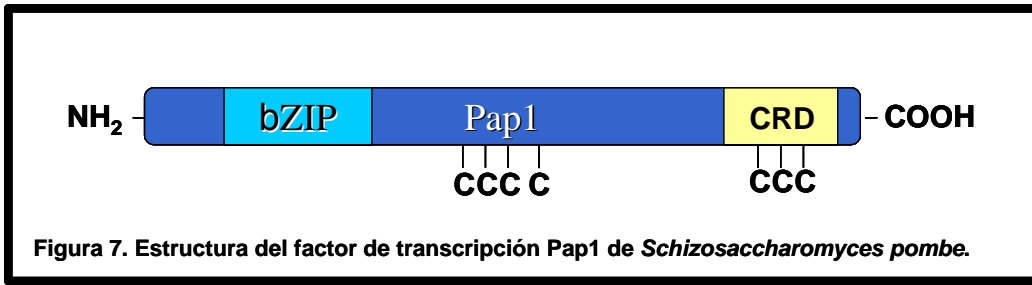 NH2 bZIP Pap1 CRD COOH
CCC C CCC
Figura 7. Estructura del factor de transcripción Pap1 de Schizosaccharomyces pombe.